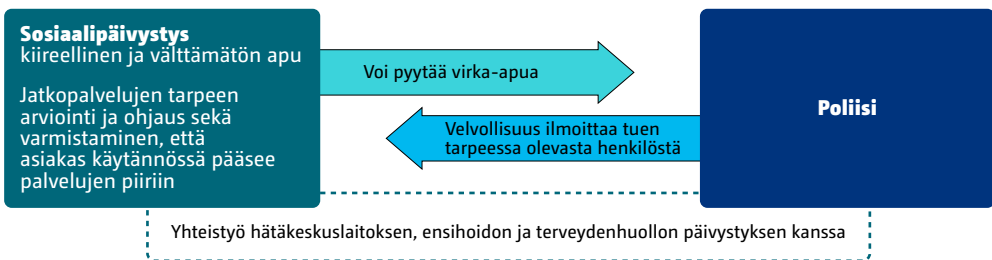 Sosiaalipäivystys
kiireellinen ja välttämätön apu
Jatkopalvelujen tarpeen
arviointi ja ohjaus sekä
varmistaminen, että
asiakas käytännössä pääsee
palvelujen piiriin
Voi pyytää virka-apua
Velvollisuus ilmoittaa tuen
tarpeessa olevasta henkilöstä
Poliisi
Yhteistyö hätäkeskuslaitoksen, ensihoidon ja terveydenhuollon päivystyksen kanssa